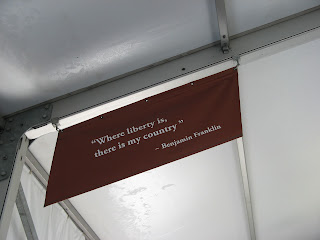 “Where liberty is,
there is my country”
– Benjamin Franklin